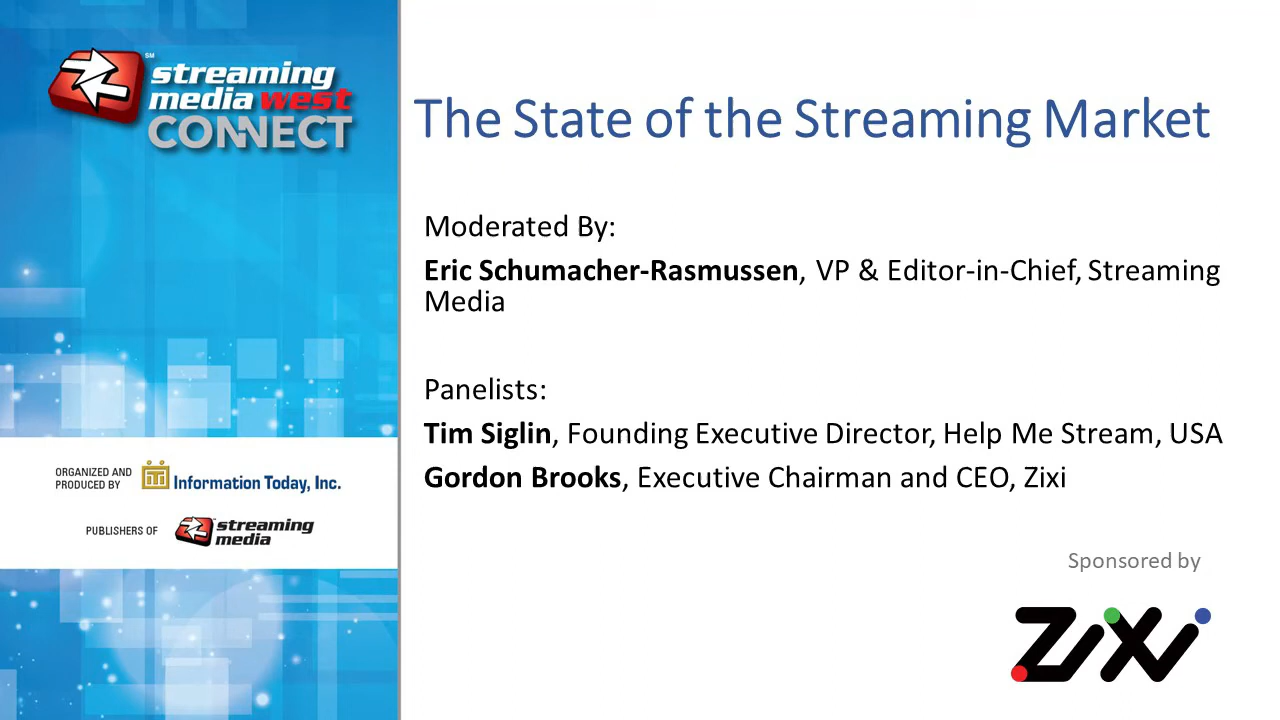 streaming
media west
CONNECT
SM
The State of the Streaming Market
Moderated By:
Eric Schumacher-Rasmussen, VP & Editor-in-Chief, Streaming
Media
Panelists:
Tim Siglin, Founding Executive Director, Help Me Stream, USA
Gordon Brooks, Executive Chairman and CEO, Zixi
ORGANIZED AND
PRODUCED BY
Information Today, Inc.
PUBLISHERS OF
streaming
media
Sponsored by
ZiXi